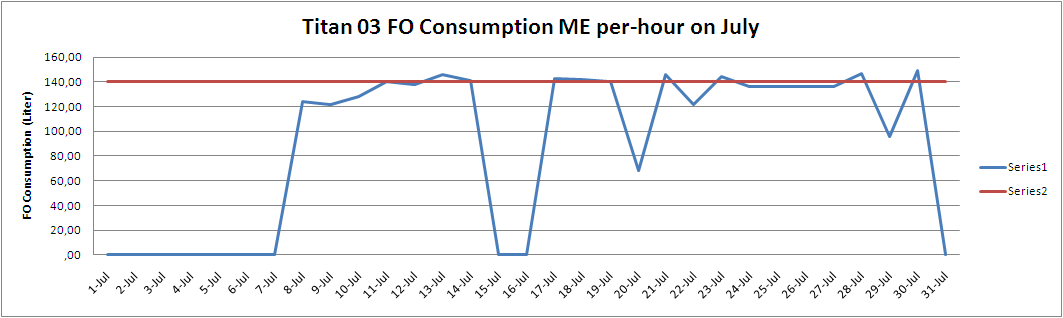 Titan 03 FO Consumption ME per-hour on July
FO Consumption (Liter)
160,00
140,00
120,00
100,00
80,00
60,00
40,00
20,00
,00
1-Jul
2-Jul
3-Jul
4-Jul
5-Jul
6-Jul
7-Jul
8-Jul
9-Jul
10-Jul
11-Jul
12-Jul
13-Jul
14-Jul
15-Jul
16-Jul
17-Jul
18-Jul
19-Jul
20-Jul
21-Jul
22-Jul
23-Jul
24-Jul
25-Jul
26-Jul
27-Jul
28-Jul
29-Jul
30-Jul
31-Jul
Series1
Series2